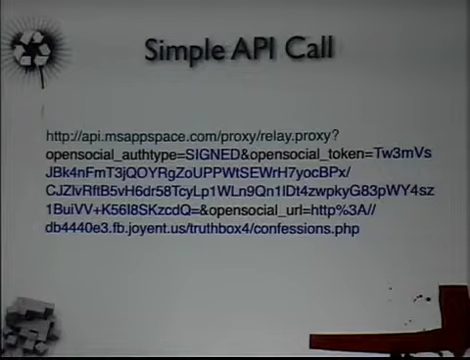 Simple API Call
http://api.msappspace.com/proxy/relay.proxy?
opensocial_authtype=SIGNED&opensocial_token=Tw3mVs
JBk4nFmT3jQOYRgZoUPPWtSEWrH7yocBPx/
CJZlvRftB5vH6dr58TcyLp1WLn9Qn1IDt4zwpkyG83pWY4sz
1BuiVV+K56I8SKzcdQ=&opensocial_url=http%3A//
db4440e3.fb.joyent.us/truthbox4/confessions.php